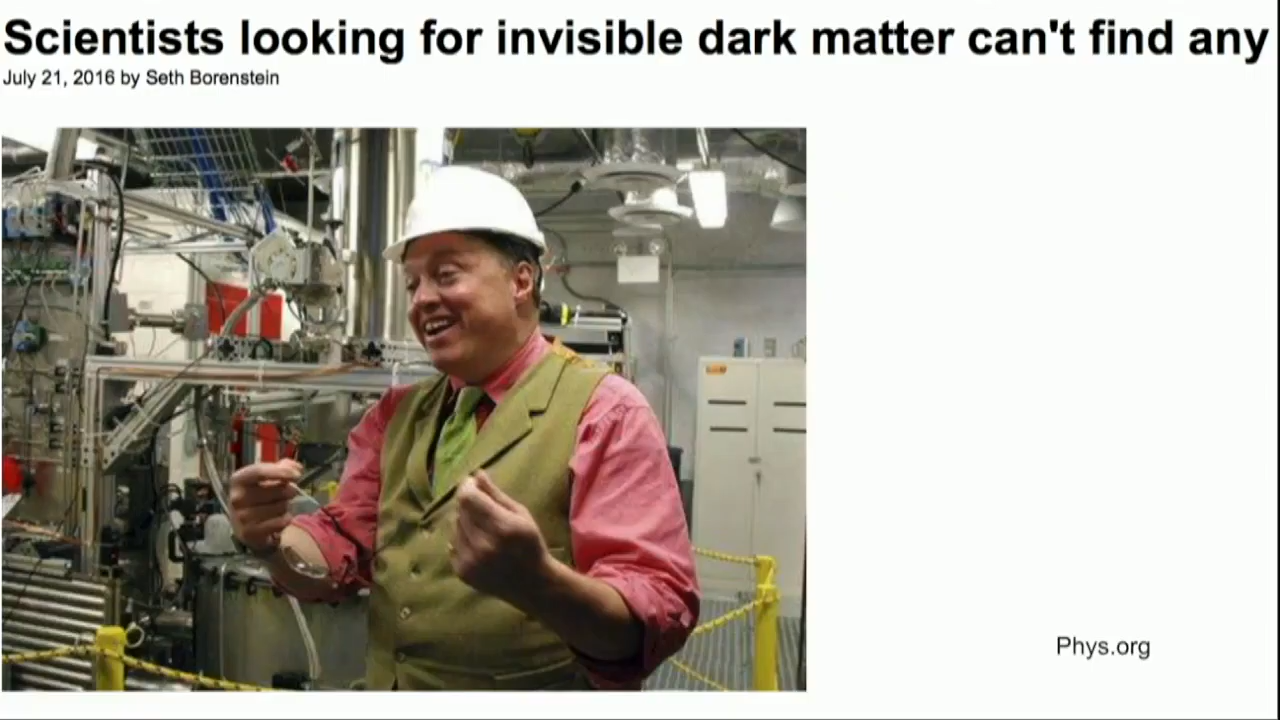 Scientists looking for invisible dark matter can't find any
July 21, 2016 by Seth Borenstein
Phys.org